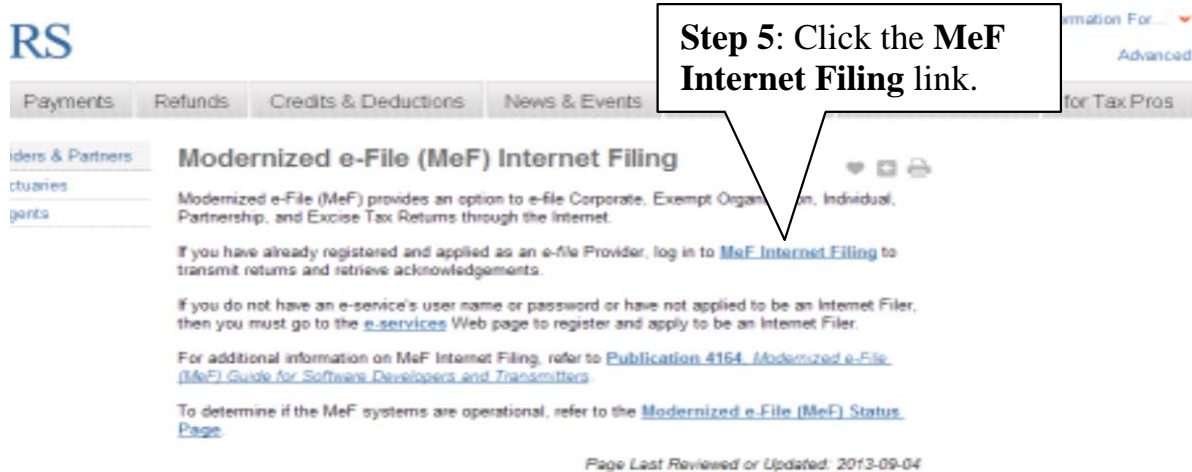 RS
Step 5: Click the MeF
Internet Filing link.
Advanced
Payments Refunds Credits & Deductions News & Events for Tax Pros
Modernized e-File (MeF) Internet Filing
Modernized e-File (MeF) provides an option to e-file Corporate, Exempt Organ on, Individual,
Partnership, and Excise Tax Returns through the Internet.
If you have already registered and applied as an e-file Provider, log in to MeF Internet Filing to
transmit returns and retrieve acknowledgements.
If you do not have an e-service's user name or password or have not applied to be an Internet Filer,
then you must go to the e-services Web page to register and apply to be an Internet Filer.
For additional information on MeF Internet Filing, refer to Publication 4164, Modernized e-File
(MeF) Guide for Software Developers and Transmitters.
To determine if the MeF systems are operational, refer to the Modernized e-File (MeF) Status
Page.
Page Last Reviewed or Updated: 2013-09-04
rmation For...
iders & Partners
ctuaries
gents